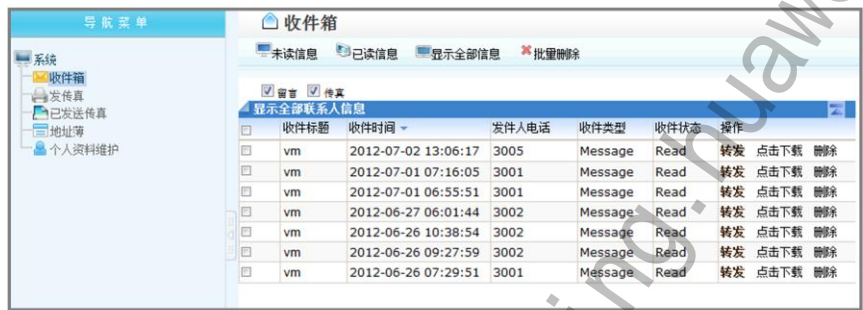 导航菜单
系统
收件箱
发传真
已发送传真
地址簿
个人资料维护
收件箱
未读信息 已读信息 显示全部信息 批量删除
留言 传真
显示全部联系人信息
收件标题 收件时间 发件人电话 收件类型 收件状态 操作
vm 2012-07-02 13:06:17 3005 Message Read 转发 点击下载 删除
vm 2012-07-01 07:16:05 3001 Message Read 转发 点击下载 删除
vm 2012-07-01 06:55:51 3001 Message Read 转发 点击下载 删除
vm 2012-06-27 06:01:44 3002 Message Read 转发 点击下载 删除
vm 2012-06-26 10:38:54 3002 Message Read 转发 点击下载 删除
vm 2012-06-26 09:27:59 3002 Message Read 转发 点击下载 删除
vm 2012-06-26 07:29:51 3001 Message Read 转发 点击下载 删除
ing.huawe